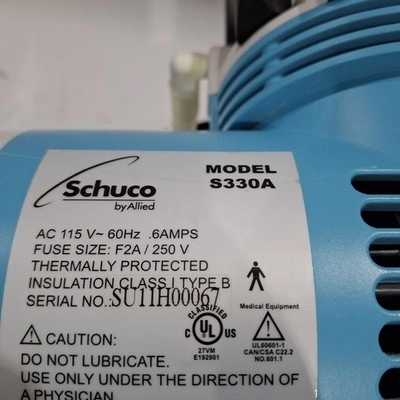 Schuco
by Allied
MODEL
S330A
AC 115 V~ 60Hz .6AMPS
FUSE SIZE: F2A / 250 V
THERMALLY PROTECTED
INSULATION CLASS I TYPE B
SERIAL NO.: SU11H00067
CLASSIFIED
C UL US
27VM
E192901
Medical Equipment
UL60601-1
CAN/CSA C22.2
NO.601.1
⚠ CAUTION:
DO NOT LUBRICATE.
USE ONLY UNDER THE DIRECTION OF
A PHYSICIAN.